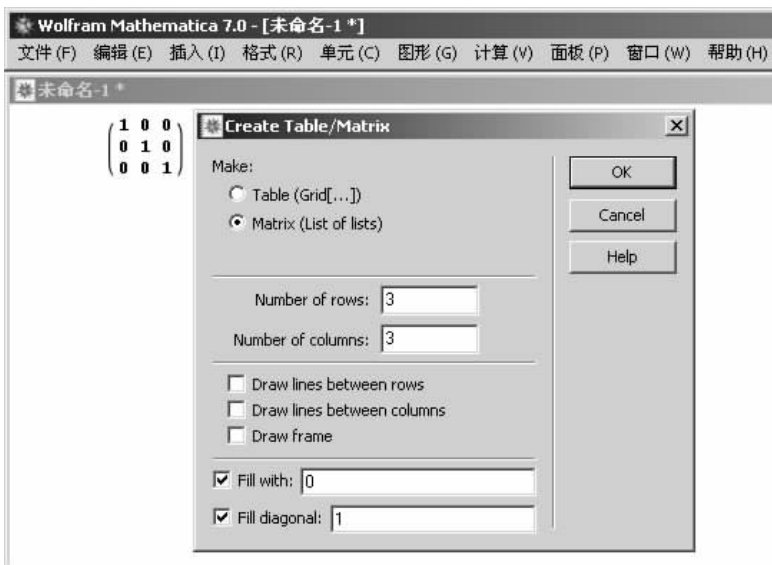 Wolfram Mathematica 7.0 - [未命名-1 *]
文件(F) 编辑(E) 插入(I) 格式(R) 单元(C) 图形(G) 计算(V) 面板(P) 窗口(W) 帮助(H)
未命名-1 *
1 0 0
0 1 0
0 0 1
Create Table/Matrix
Make:
Table (Grid[...])
Matrix (List of lists)
OK
Cancel
Help
Number of rows: 3
Number of columns: 3
Draw lines between rows
Draw lines between columns
Draw frame
Fill with: 0
Fill diagonal: 1